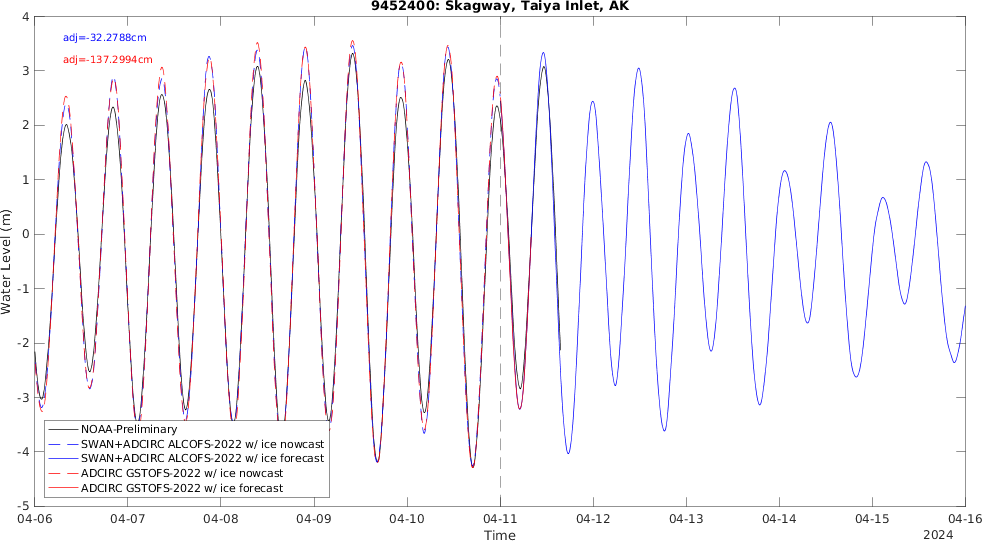 9452400: Skagway, Taiya Inlet, AK
adj=-32.2788cm
adj=-137.2994cm
Water Level (m)
4
3
2
1
0
-1
-2
-3
-4
-5
NOAA-Preliminary
SWAN+ADCIRC ALCOFS-2022 w/ ice nowcast
SWAN+ADCIRC ALCOFS-2022 w/ ice forecast
ADCIRC GSTOFS-2022 w/ ice nowcast
ADCIRC GSTOFS-2022 w/ ice forecast
04-06 04-07 04-08 04-09 04-10 04-11 04-12 04-13 04-14 04-15 04-16
Time
2024